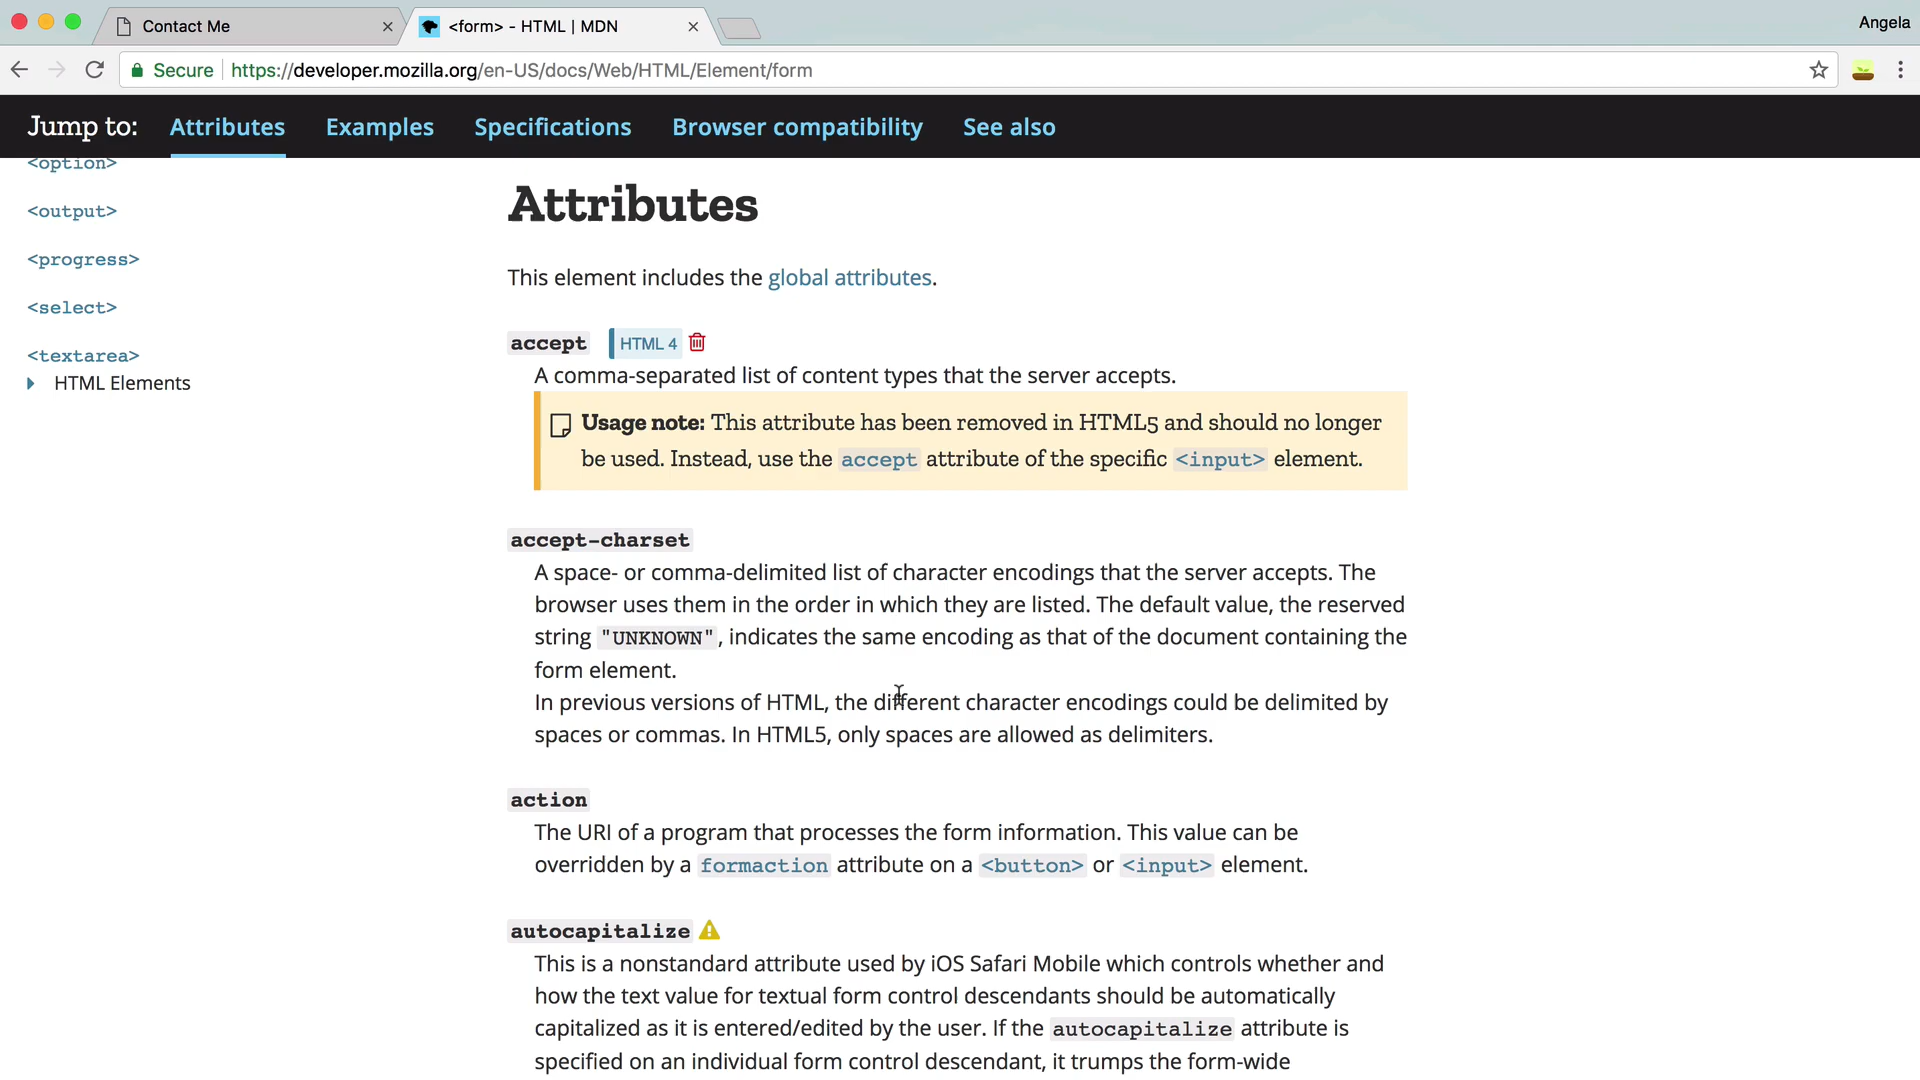 Contact Me
<form> - HTML | MDN
Angela
Secure
https://developer.mozilla.org/en-US/docs/Web/HTML/Element/form
Jump to:
Attributes
Examples
Specifications
Browser compatibility
See also
<option>
<output>
<progress>
<select>
<textarea>
HTML Elements
Attributes
This element includes the global attributes.
accept HTML 4
A comma-separated list of content types that the server accepts.
Usage note: This attribute has been removed in HTML5 and should no longer
be used. Instead, use the accept attribute of the specific <input> element.
accept-charset
A space- or comma-delimited list of character encodings that the server accepts. The
browser uses them in the order in which they are listed. The default value, the reserved
string "UNKNOWN", indicates the same encoding as that of the document containing the
form element.
In previous versions of HTML, the different character encodings could be delimited by
spaces or commas. In HTML5, only spaces are allowed as delimiters.
action
The URI of a program that processes the form information. This value can be
overridden by a formaction attribute on a <button> or <input> element.
autocapitalize
This is a nonstandard attribute used by iOS Safari Mobile which controls whether and
how the text value for textual form control descendants should be automatically
capitalized as it is entered/edited by the user. If the autocapitalize attribute is
specified on an individual form control descendant, it trumps the form-wide